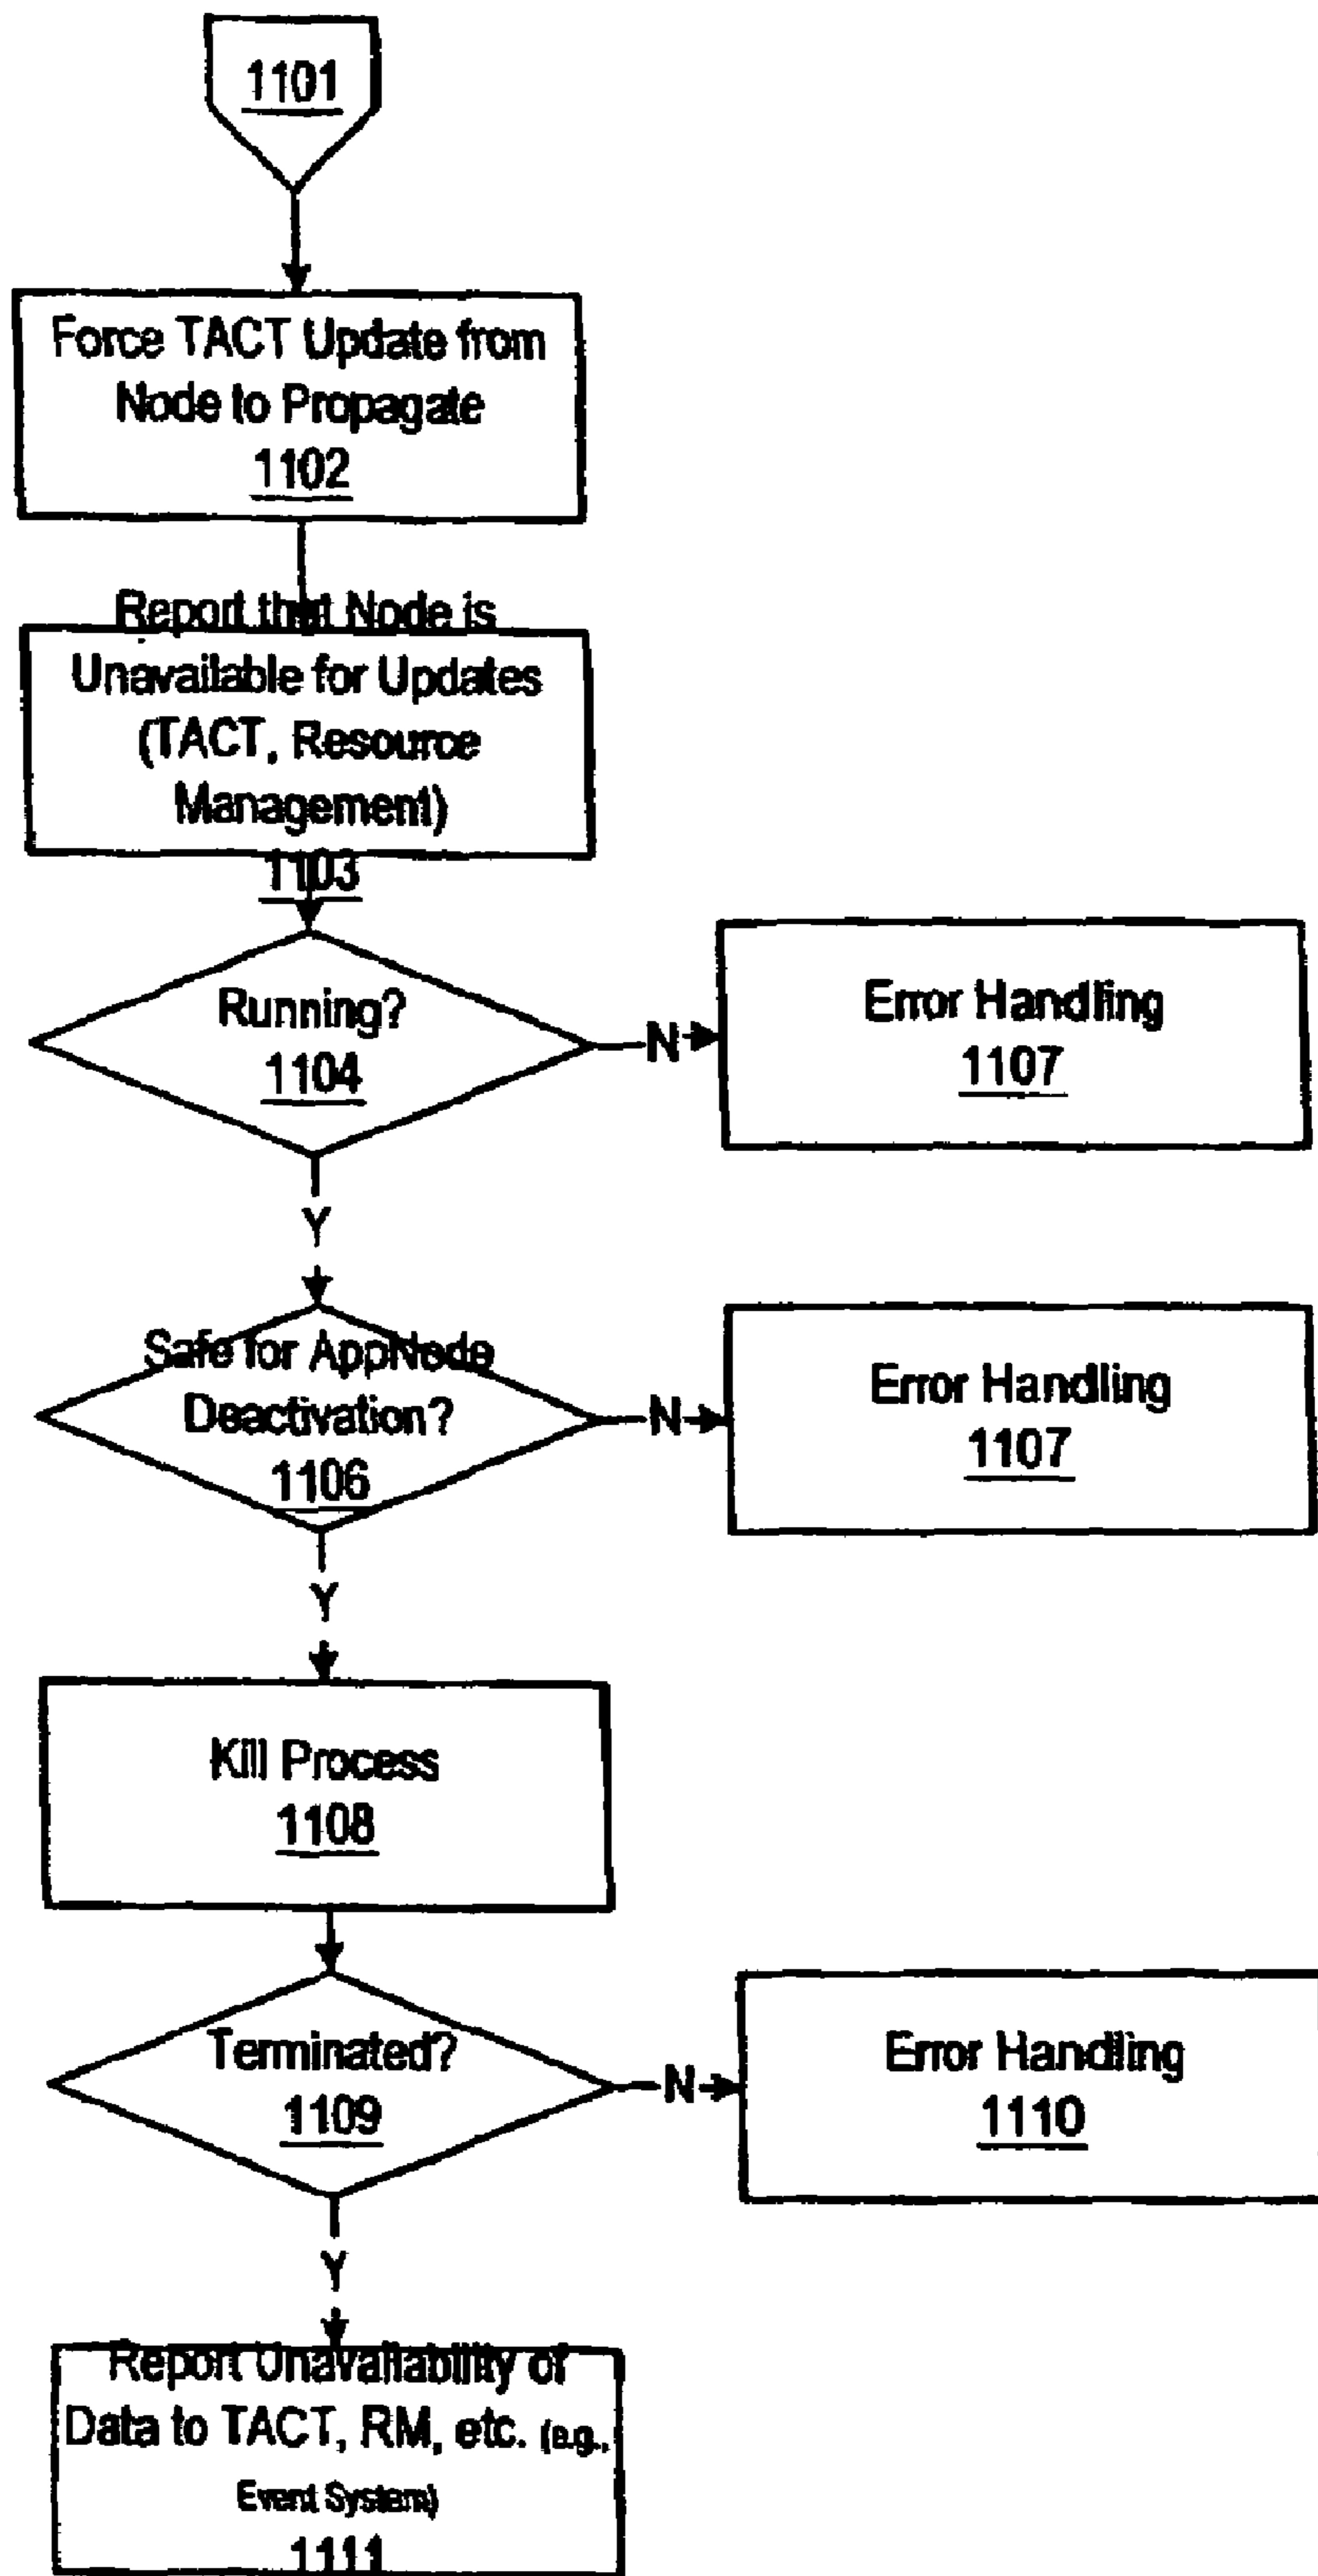 1101
Force TACT Update from
Node to Propagate
1102
Report that Node is
Unavailable for Updates
(TACT, Resource
Management)
1103
Running?
1104
N
Error Handling
1107
Y
Safe for AppNode
Deactivation?
1106
N
Error Handling
1107
Y
Kill Process
1108
Terminated?
1109
N
Error Handling
1110
Y
Report Unavailability of
Data to TACT, RM, etc. (e.g.,
Event System)
1111